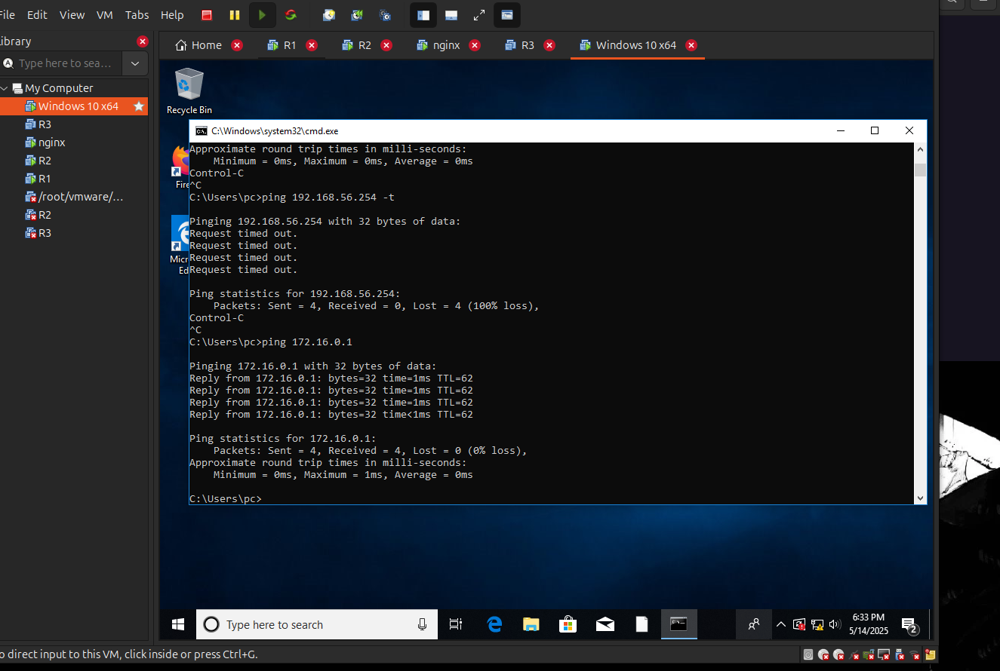 File Edit View VM Tabs Help
Library
Type here to sea...
My Computer
Windows 10 x64
R3
nginx
R2
R1
/root/vmware/...
R2
R3
Home R1 R2 nginx R3 Windows 10 x64
Recycle Bin
Fire
Micr
Ed
C:\Windows\system32\cmd.exe
Approximate round trip times in milli-seconds:
Minimum = 0ms, Maximum = 0ms, Average = 0ms
Control-C
^C
C:\Users\pc>ping 192.168.56.254 -t
Pinging 192.168.56.254 with 32 bytes of data:
Request timed out.
Request timed out.
Request timed out.
Request timed out.
Ping statistics for 192.168.56.254:
Packets: Sent = 4, Received = 0, Lost = 4 (100% loss),
Control-C
^C
C:\Users\pc>ping 172.16.0.1
Pinging 172.16.0.1 with 32 bytes of data:
Reply from 172.16.0.1: bytes=32 time=1ms TTL=62
Reply from 172.16.0.1: bytes=32 time=1ms TTL=62
Reply from 172.16.0.1: bytes=32 time=1ms TTL=62
Reply from 172.16.0.1: bytes=32 time<1ms TTL=62
Ping statistics for 172.16.0.1:
Packets: Sent = 4, Received = 4, Lost = 0 (0% loss),
Approximate round trip times in milli-seconds:
Minimum = 0ms, Maximum = 1ms, Average = 0ms
C:\Users\pc>
Type here to search
6:33 PM
5/14/2025
2
o direct input to this VM, click inside or press Ctrl+G.